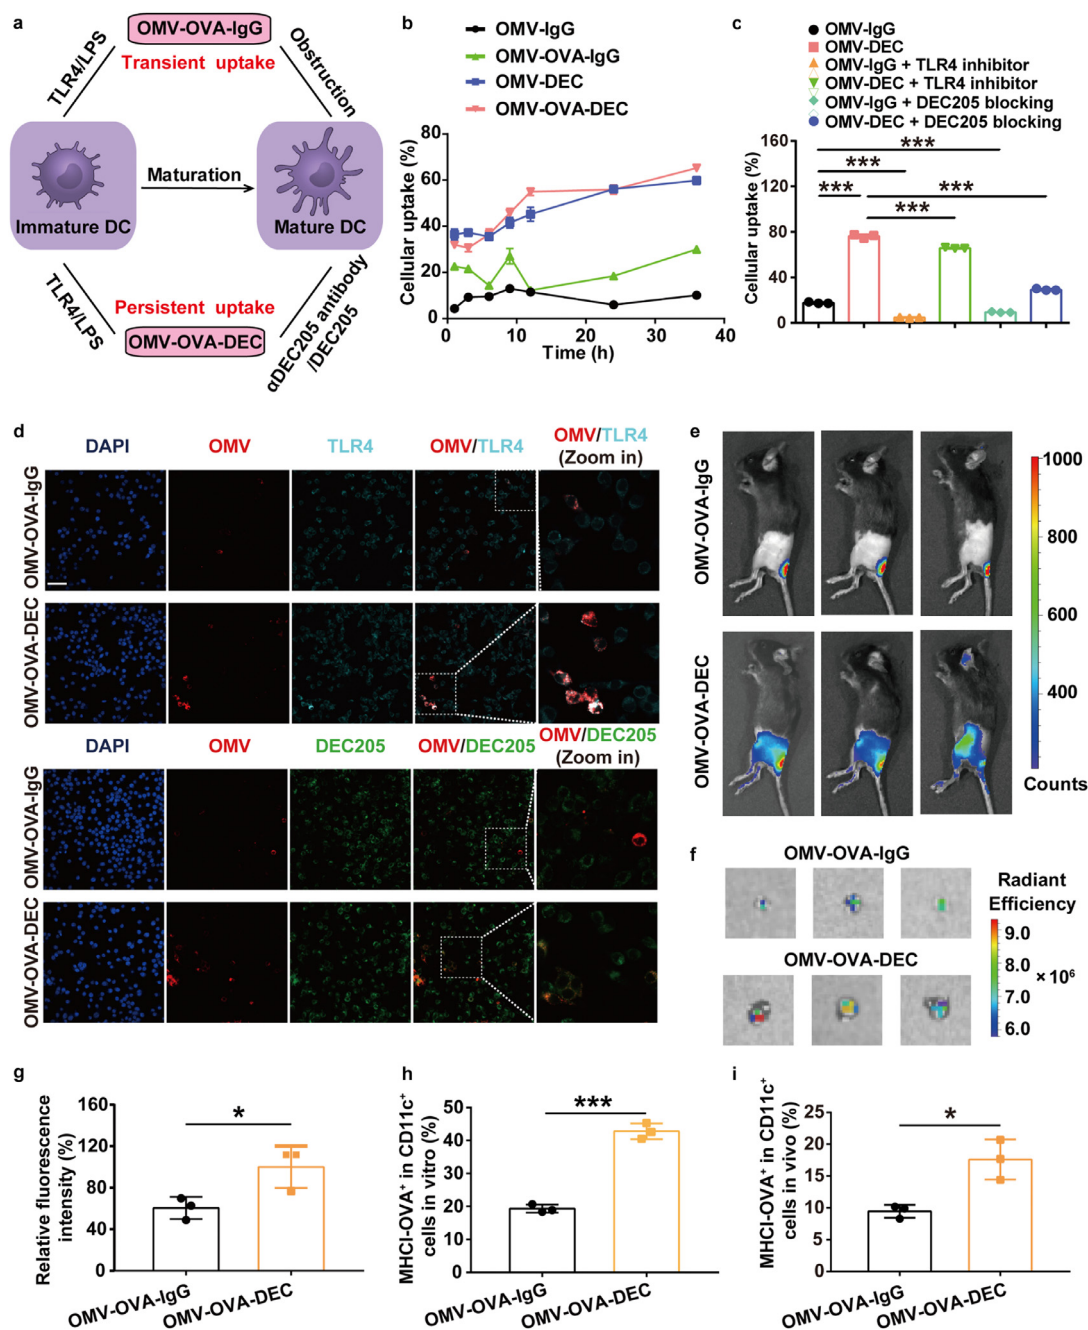 a
OMV-OVA-IgG
Transient uptake
TLR4/LPS
Obstruction
Immature DC
Maturation
Mature DC
TLR4/LPS
Persistent uptake
OMV-OVA-DEC
αDEC205 antibody
/DEC205
b
OMV-IgG
OMV-OVA-IgG
OMV-DEC
OMV-OVA-DEC
Cellular uptake (%)
80
60
40
20
0
0
10
20
30
40
Time (h)
c
OMV-IgG
OMV-DEC
OMV-IgG + TLR4 inhibitor
OMV-DEC + TLR4 inhibitor
OMV-IgG + DEC205 blocking
OMV-DEC + DEC205 blocking
Cellular uptake (%)
160
120
80
40
0
***
***
*** ***
***
d
DAPI OMV TLR4 OMV/TLR4 OMV/TLR4
(Zoom in)
OMV-OVA-IgG
OMV-OVA-DEC
DAPI OMV DEC205 OMV/DEC205 OMV/DEC205
(Zoom in)
OMV-OVA-IgG
OMV-OVA-DEC
e
OMV-OVA-IgG
OMV-OVA-DEC
1000
800
600
400
Counts
f
OMV-OVA-IgG
OMV-OVA-DEC
Radiant
Efficiency
9.0
8.0
× 10⁶
7.0
6.0
g
Relative fluorescence
intensity (%)
160
120
80
40
0
*
OMV-OVA-IgG
OMV-OVA-DEC
h
MHCI-OVA⁺ in CD11c⁺
cells in vitro (%)
50
40
30
20
10
0
***
OMV-OVA-IgG
OMV-OVA-DEC
i
MHCI-OVA⁺ in CD11c⁺
cells in vivo (%)
25
20
15
10
5
0
*
OMV-OVA-IgG
OMV-OVA-DEC